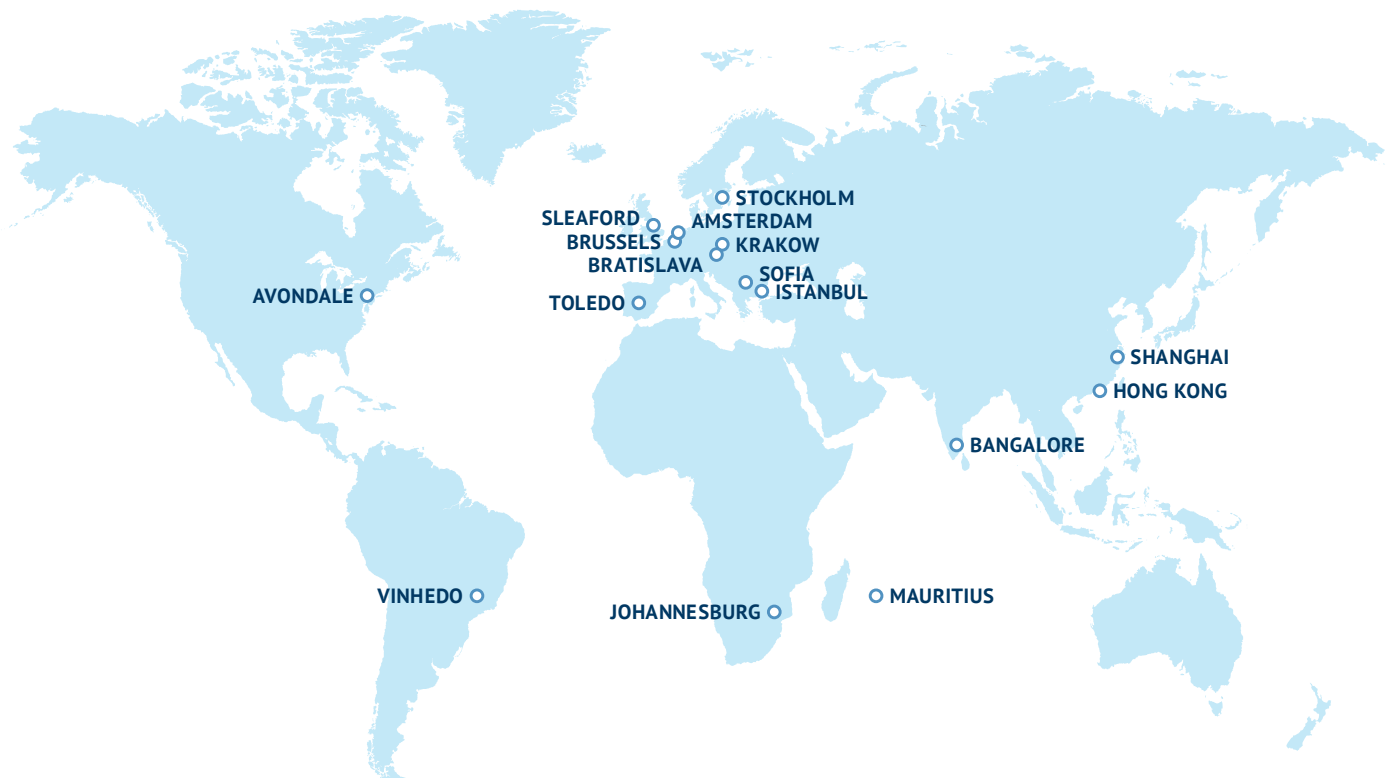 STOCKHOLM
SLEAFORD
AMSTERDAM
BRUSSELS
KRAKOW
BRATISLAVA
SOFIA
ISTANBUL
AVONDALE
TOLEDO
SHANGHAI
HONG KONG
BANGALORE
VINHEDO
MAURITIUS
JOHANNESBURG